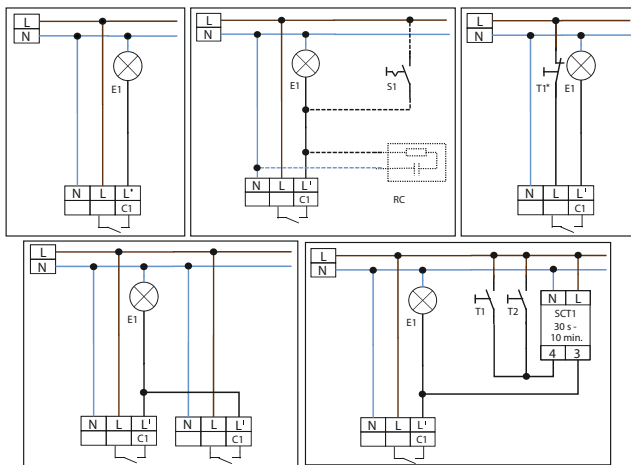 L
N
E1
N L L'
C1
L
N
E1
S1
N L L'
C1
RC
L
N
T1* E1
N L L'
C1
L
N
E1
N L L'
C1
N L L'
C1
L
N
E1
T1 T2
N L
SCT1
30 s -
10 min.
4 3
N L L'
C1